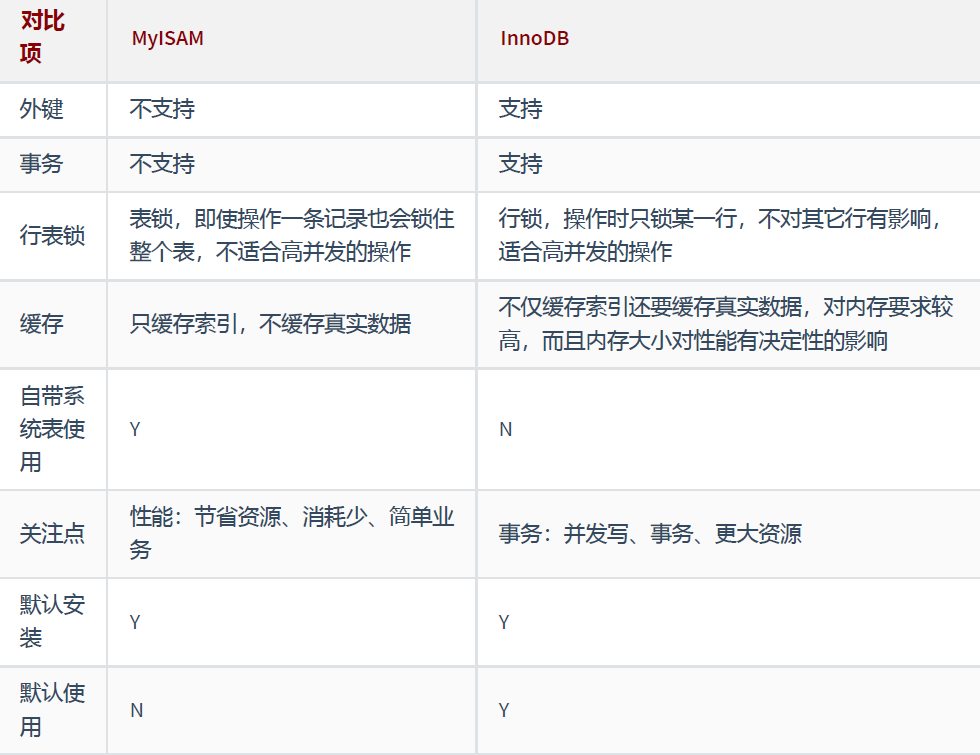 对比
项
MyISAM
InnoDB
外键
不支持
支持
事务
不支持
支持
行表锁
表锁，即使操作一条记录也会锁住
整个表，不适合高并发的操作
行锁，操作时只锁某一行，不对其它行有影响，
适合高并发的操作
缓存
只缓存索引，不缓存真实数据
不仅缓存索引还要缓存真实数据，对内存要求较
高，而且内存大小对性能有决定性的影响
自带系
统表使
用
Y
N
关注点
性能：节省资源、消耗少、简单业
务
事务：并发写、事务、更大资源
默认安
装
Y
Y
默认使
用
N
Y